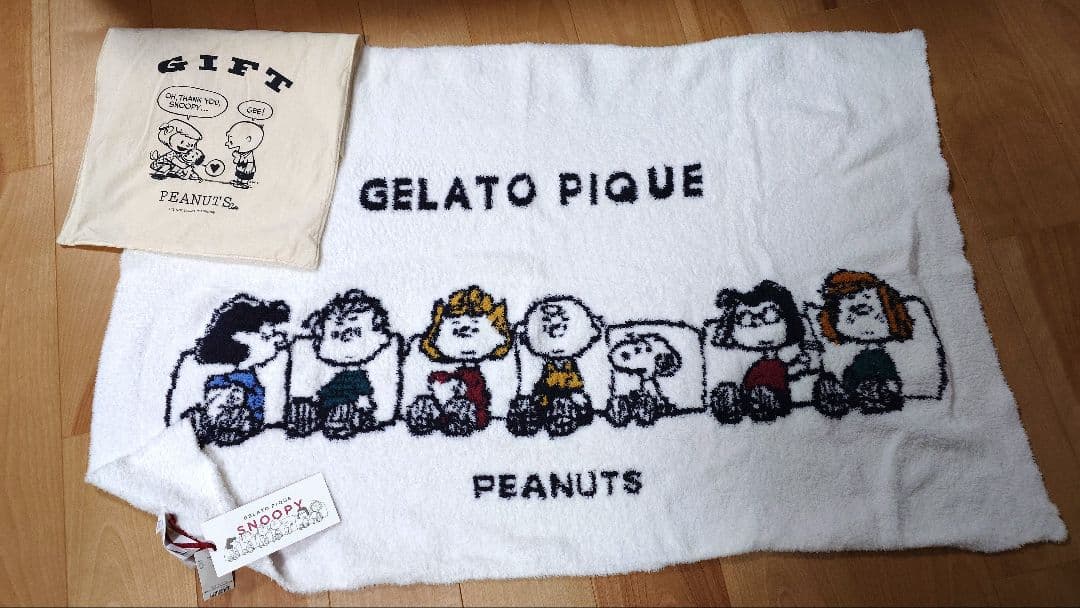 GIFT
OH, THANK YOU,
SNOOPY...
GEE!
PEANUTS
GELATO PIQUE
PEANUTS
GELATO PIQUE
SNOOPY